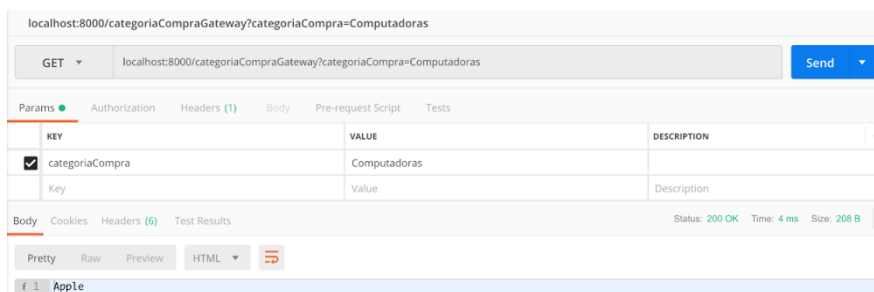 localhost:8000/categoriaCompraGateway?categoriaCompra=Computadoras
GET localhost:8000/categoriaCompraGateway?categoriaCompra=Computadoras Send
Params Authorization Headers (1) Body Pre-request Script Tests
KEY VALUE DESCRIPTION
categoriaCompra Computadoras
Key Value Description
Body Cookies Headers (6) Test Results Status: 200 OK Time: 4 ms Size: 208 B
Pretty Raw Preview HTML
i 1 Apple